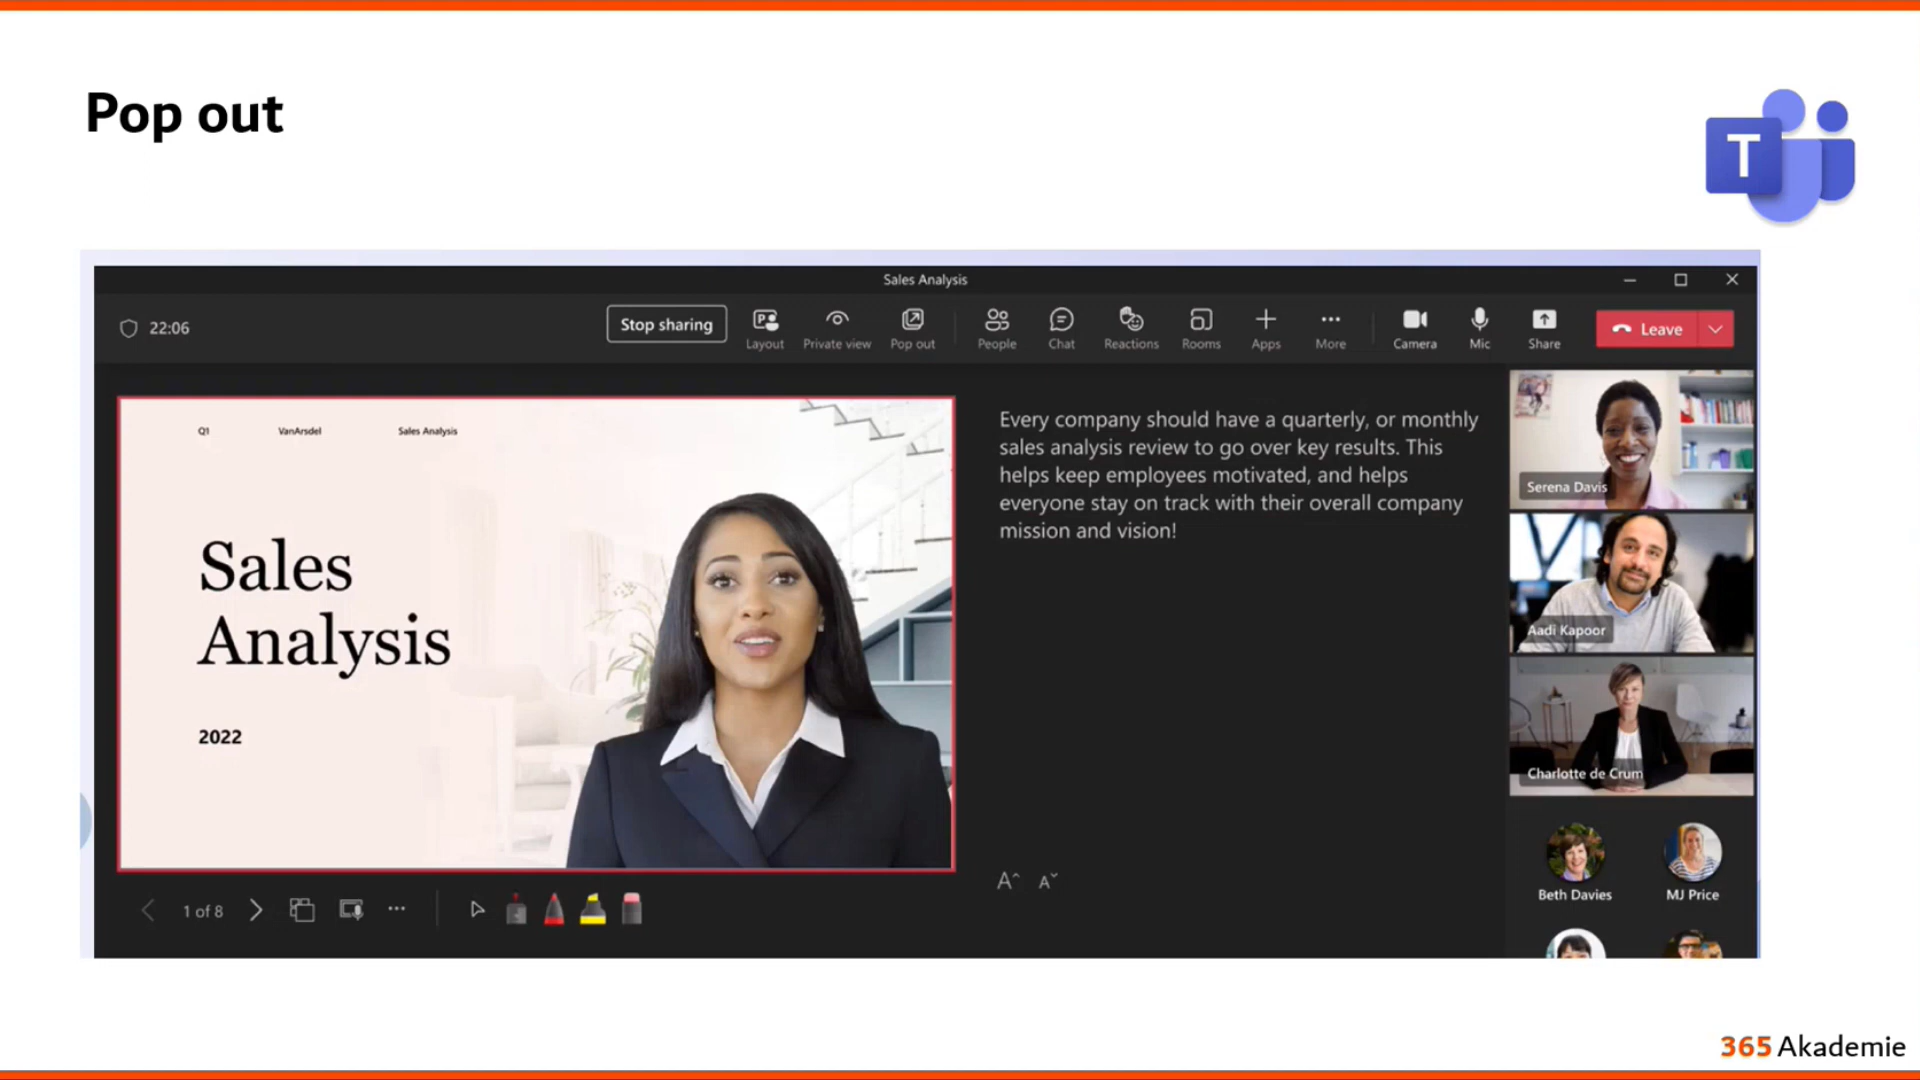 Pop out
T
Sales Analysis
22:06
Stop sharing
Layout
Private view
Pop out
People
Chat
Reactions
Rooms
Apps
More
Camera
Mic
Share
Leave
Q1
VanArsdel
Sales Analysis
Sales
Analysis
2022
Every company should have a quarterly, or monthly
sales analysis review to go over key results. This
helps keep employees motivated, and helps
everyone stay on track with their overall company
mission and vision!
Serena Davis
Aadi Kapoor
Charlotte de Crum
Beth Davies
MJ Price
1 of 8
A A
365 Akademie